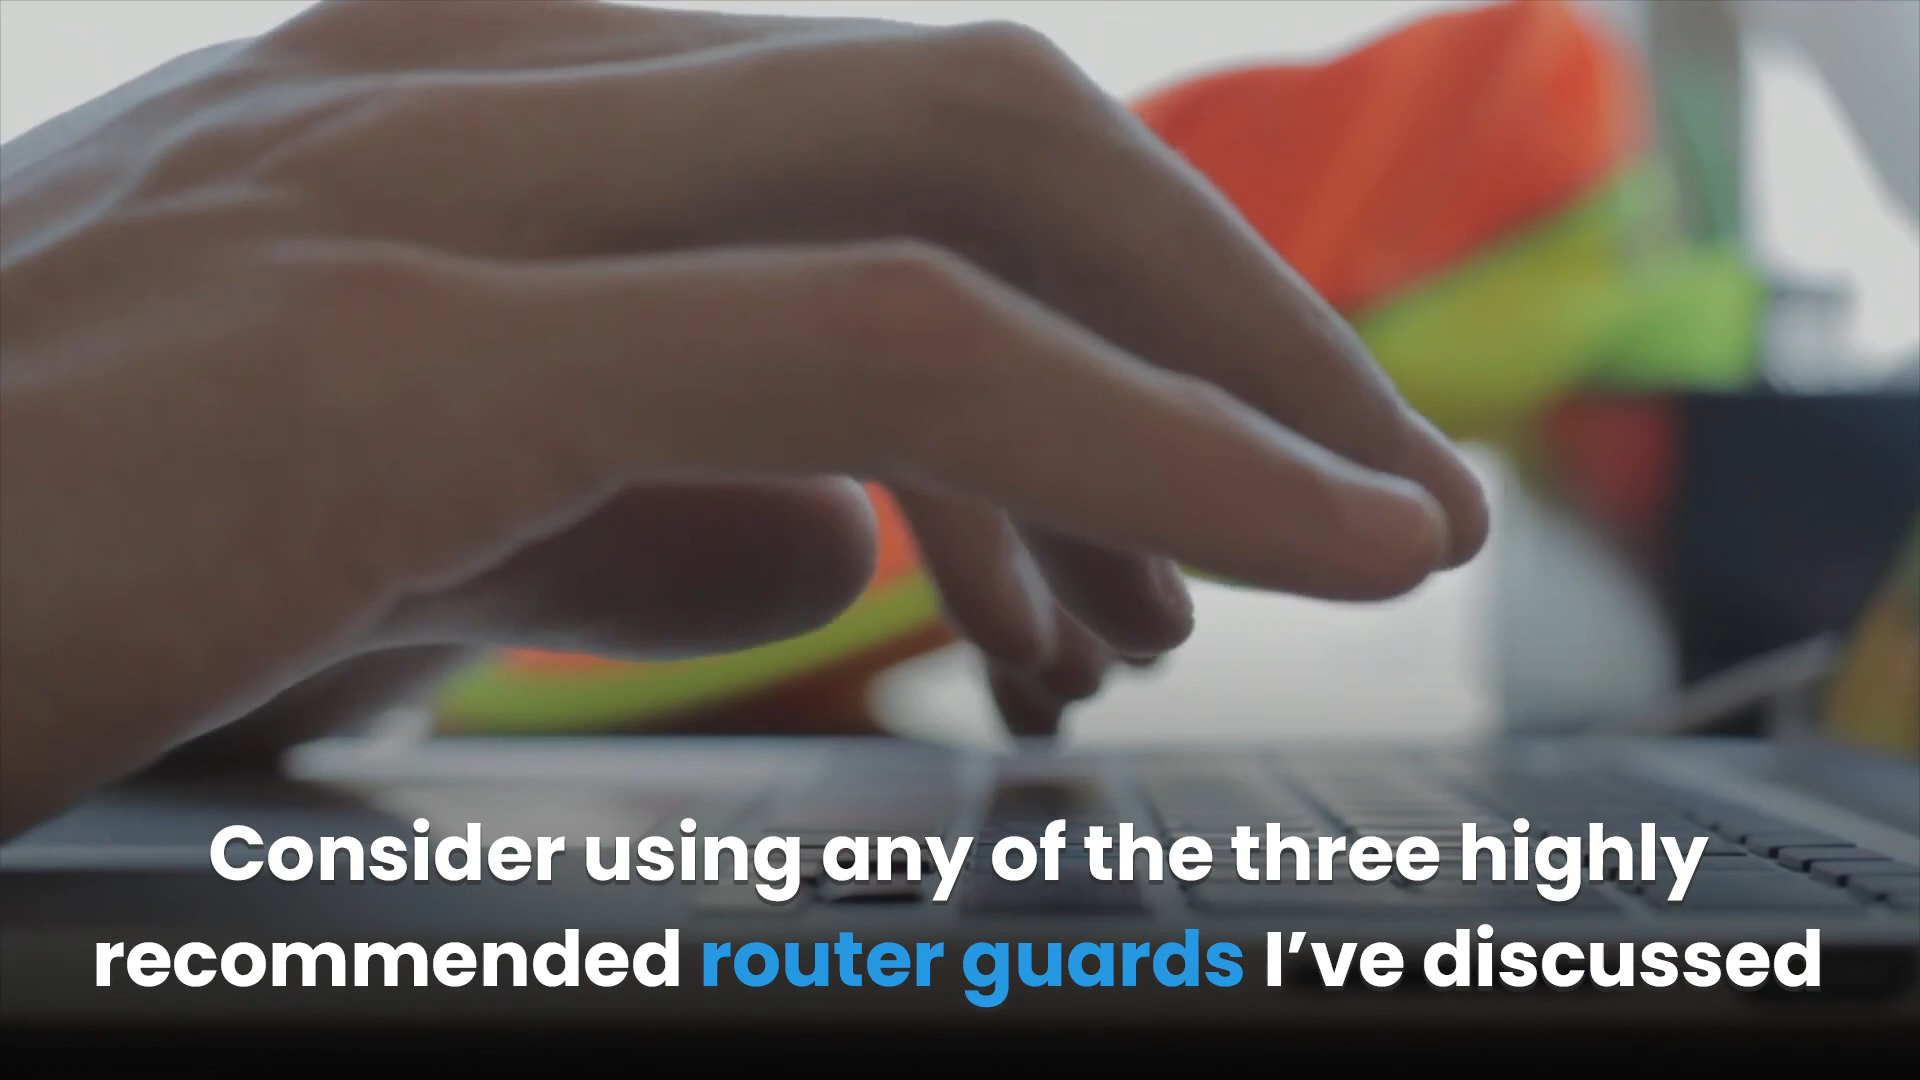 Consider using any of the three highly
recommended router guards I’ve discussed